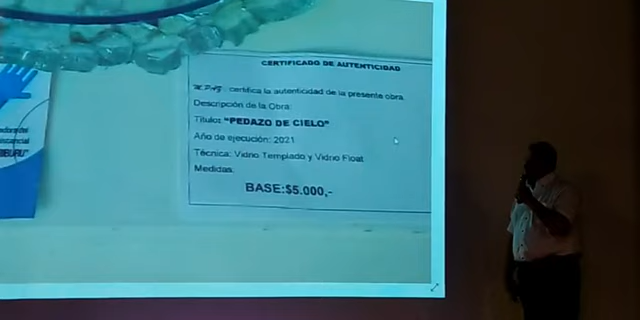 CERTIFICADO DE AUTENTICIDAD
certifica la autenticidad de la presente obra.
Descripción de la Obra:
Título: "PEDAZO DE CIELO"
Año de ejecución: 2021
Técnica: Vidrio Templado y Vidrio Float
Medidas:
BASE:$5.000,-